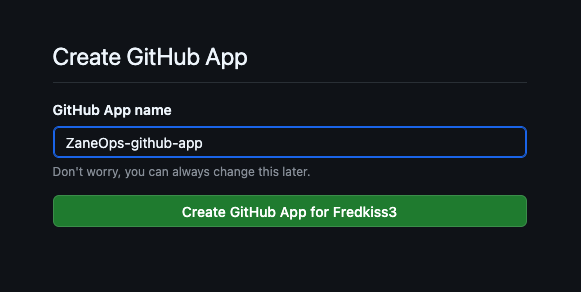 Create GitHub App
GitHub App name
ZaneOps-github-app
Don't worry, you can always change this later.
Create GitHub App for Fredkiss3